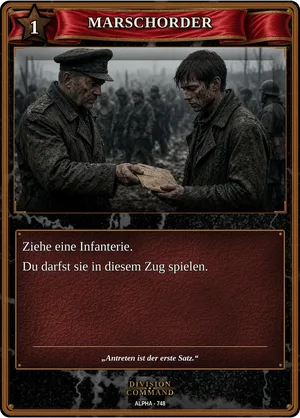 1
MARSCHORDER
Ziehe eine Infanterie.
Du darfst sie in diesem Zug spielen.
„Antreten ist der erste Satz.“
DIVISION
COMMAND
ALPHA - 748